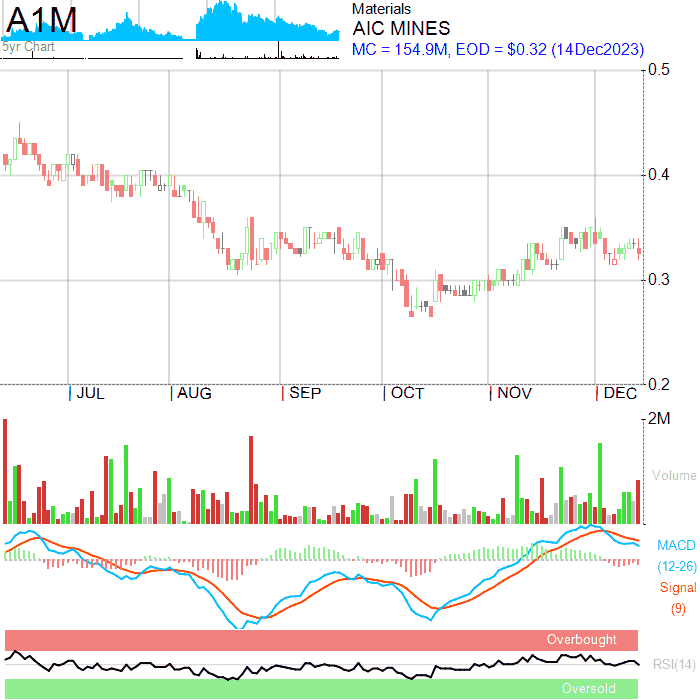 A1M
5yr Chart
Materials
AIC MINES
MC = 154.9M, EOD = $0.32 (14Dec2023)
0.5
0.4
0.3
0.2
JUL AUG SEP OCT NOV DEC
2M
Volume
MACD
(12-26)
Signal
(9)
Overbought
RSI(14)
Oversold